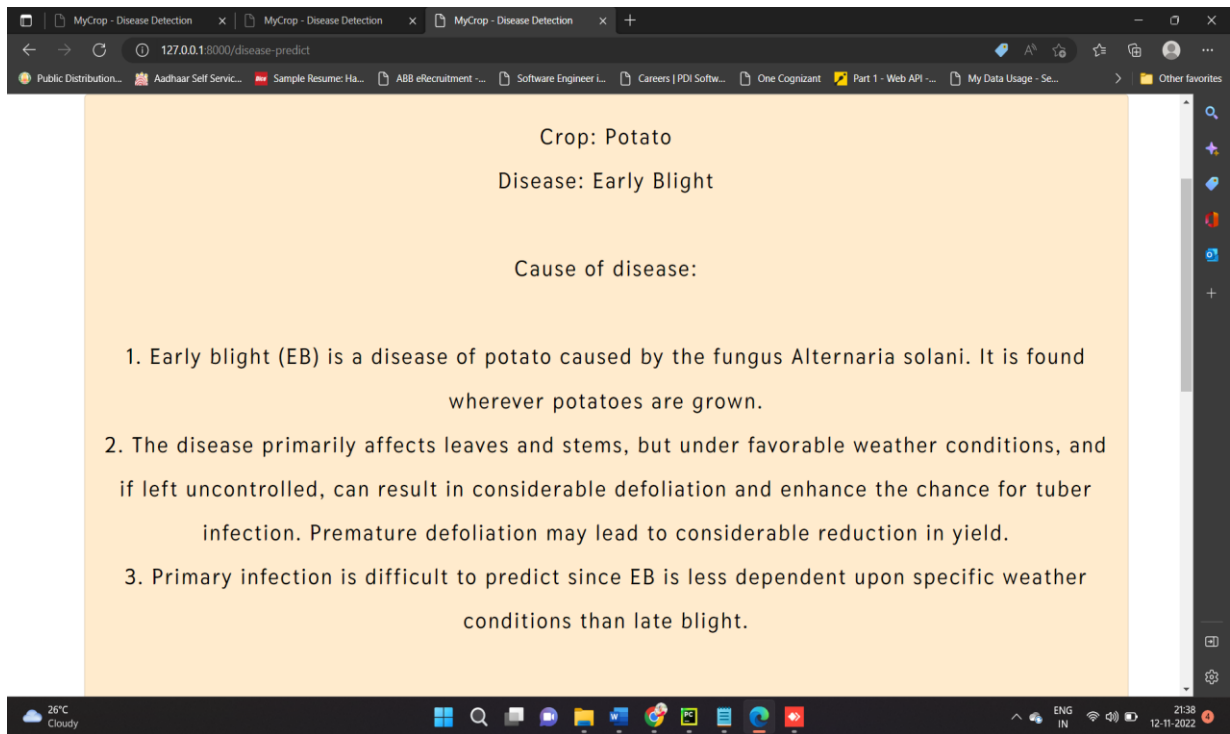 MyCrop - Disease Detection
MyCrop - Disease Detection
MyCrop - Disease Detection
127.0.0.1:8000/disease-predict
Public Distribution...
Aadhaar Self Servic...
Sample Resume: Ha...
ABB eRecruitment -...
Software Engineer i...
Careers | PDI Softw...
One Cognizant
Part 1 - Web API -...
My Data Usage - Se...
Other favorites
Crop: Potato
Disease: Early Blight
Cause of disease:
1. Early blight (EB) is a disease of potato caused by the fungus Alternaria solani. It is found
wherever potatoes are grown.
2. The disease primarily affects leaves and stems, but under favorable weather conditions, and
if left uncontrolled, can result in considerable defoliation and enhance the chance for tuber
infection. Premature defoliation may lead to considerable reduction in yield.
3. Primary infection is difficult to predict since EB is less dependent upon specific weather
conditions than late blight.
26°C
Cloudy
ENG
IN
21:38
12-11-2022
4